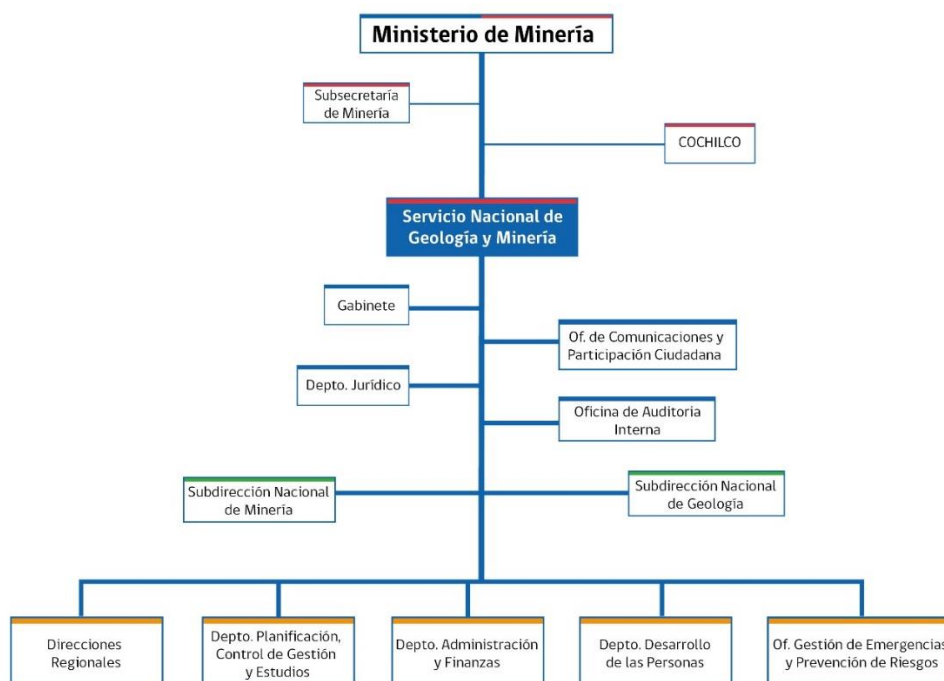 Ministerio de Minería
Subsecretaría
de Minería
COCHILCO
Servicio Nacional de
Geología y Minería
Gabinete
Of. de Comunicaciones y
Participación Ciudadana
Depto. Jurídico
Oficina de Auditoria
Interna
Subdirección Nacional
de Minería
Subdirección Nacional
de Geología
Direcciones
Regionales
Depto. Planificación,
Control de Gestión
y Estudios
Depto. Administración
y Finanzas
Depto. Desarrollo
de las Personas
Of. Gestión de Emergencias
y Prevención de Riesgos